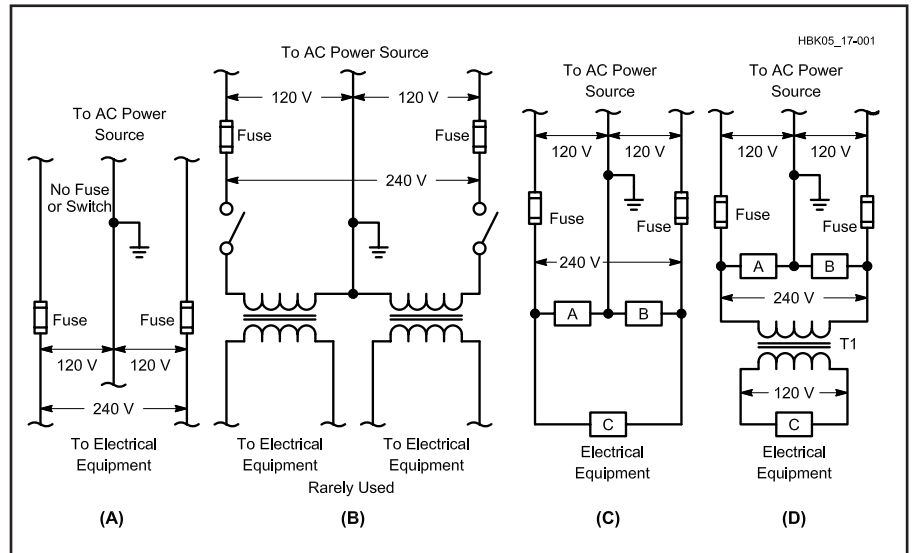 HBK05_17-001
To AC Power
Source
No Fuse
or Switch
Fuse
Fuse
120 V
120 V
240 V
To Electrical
Equipment
(A)
To AC Power Source
120 V
120 V
Fuse
Fuse
240 V
To Electrical
Equipment
To Electrical
Equipment
Rarely Used
(B)
To AC Power
Source
120 V
120 V
Fuse
Fuse
240 V
A
B
C
Electrical
Equipment
(C)
To AC Power
Source
120 V
120 V
Fuse
Fuse
A
B
240 V
T1
120 V
C
Electrical
Equipment
(D)